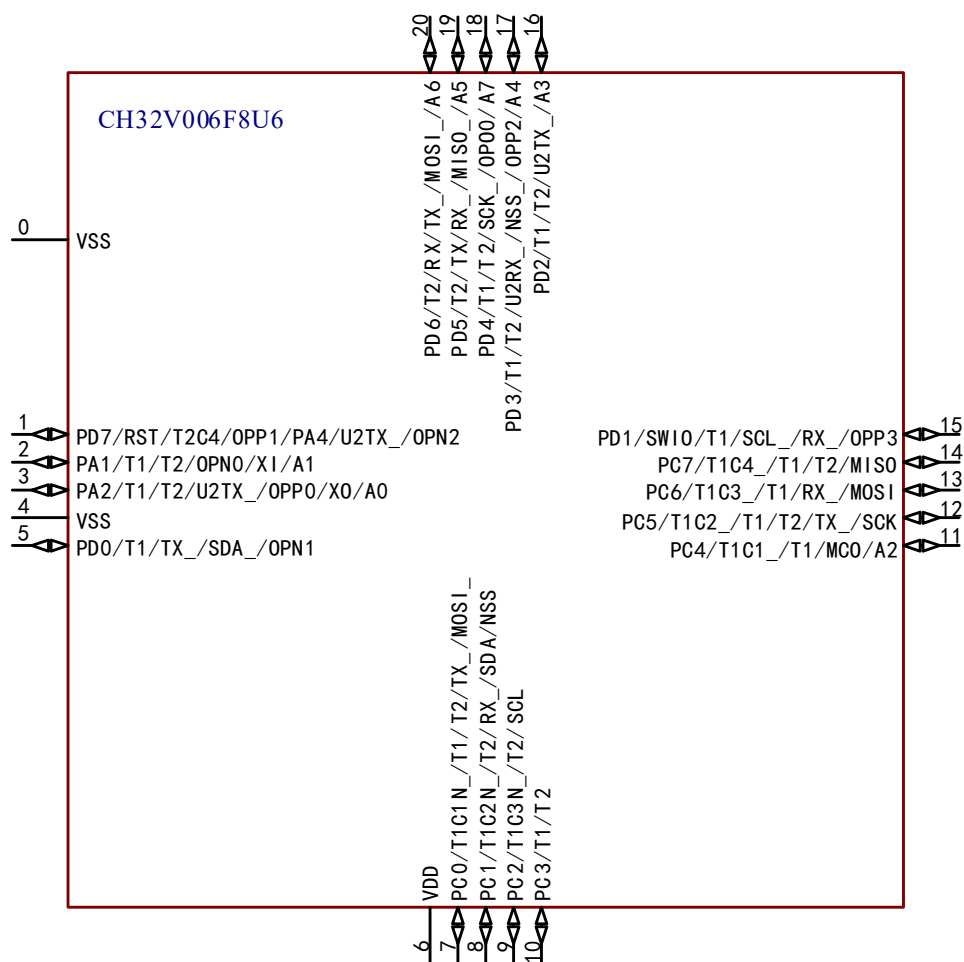 20
19
18
17
16
PD6/T2/RX/TX_/MOSI_/A6
PD5/T2/TX/RX_/MISO_/A5
PD4/T1/T2/SCK_/OPO0/A7
PD3/T1/T2/U2RX_/NSS_/OPP2/A4
PD2/T1/T2/U2TX_/A3
CH32V006F8U6
0
VSS
1
PD7/RST/T2C4/OPP1/PA4/U2TX_/OPN2
2
PA1/T1/T2/OPN0/XI/A1
3
PA2/T1/T2/U2TX_/OPP0/XO/A0
4
VSS
5
PD0/T1/TX_/SDA_/OPN1
PD1/SWIO/T1/SCL_/RX_/OPP3
15
PC7/T1C4_/T1/T2/MISO
14
PC6/T1C3_/T1/RX_/MOSI
13
PC5/T1C2_/T1/T2/TX_/SCK
12
PC4/T1C1_/T1/MCO/A2
11
VDD
PC0/T1C1N_/T1/T2/TX_/MOSI_
PC1/T1C2N_/T2/RX_/SDA/NSS
PC2/T1C3N_/T2/SCL
PC3/T1/T2
6
7
8
9
10